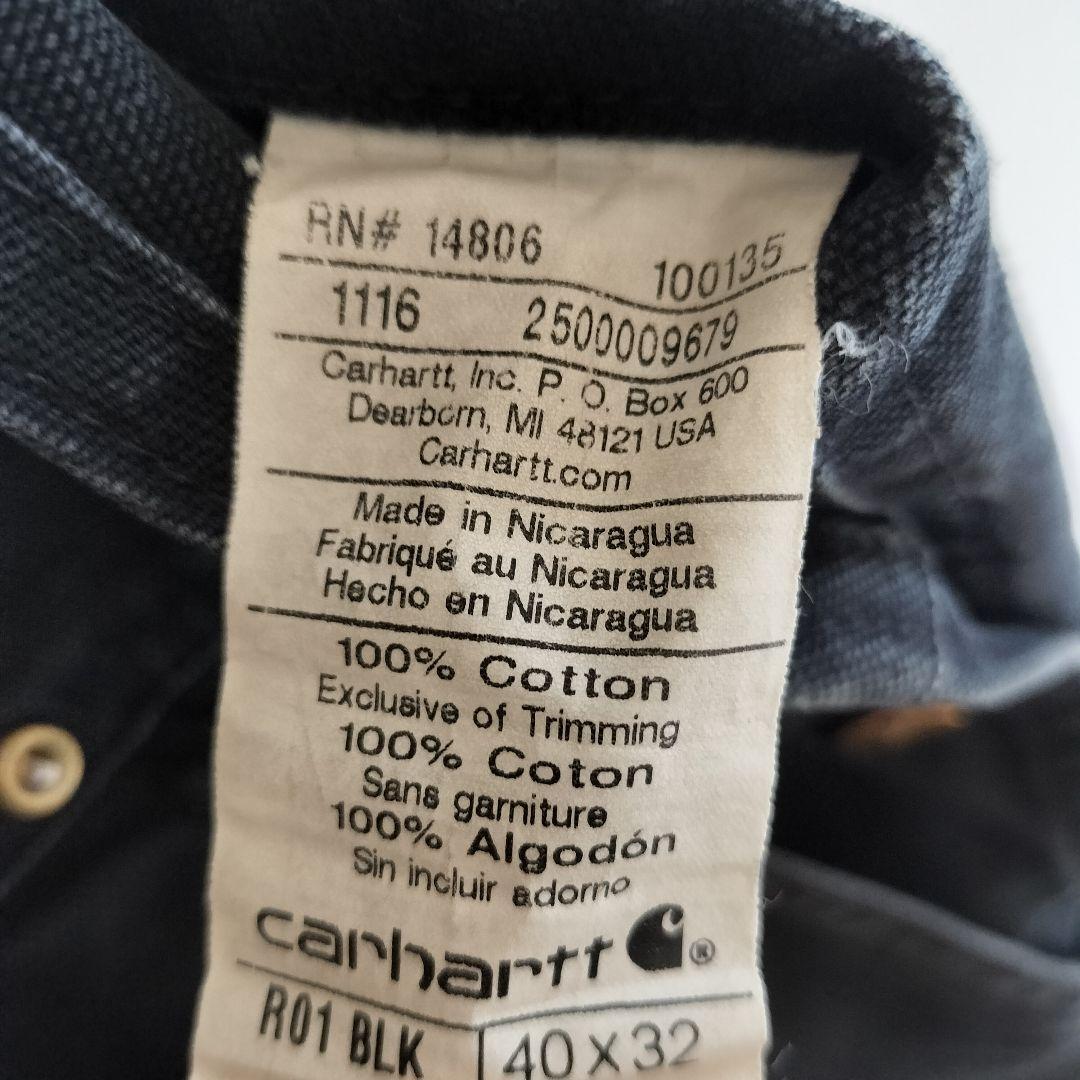 RN# 14806 100135
1116 2500009679
Carhartt, Inc. P. O. Box 600
Dearborn, MI 48121 USA
Carhartt.com
Made in Nicaragua
Fabriqué au Nicaragua
Hecho en Nicaragua
100% Cotton
Exclusive of Trimming
100% Coton
Sans garniture
100% Algodón
Sin incluir adorno
carhartt ®
R01 BLK 40 X 32